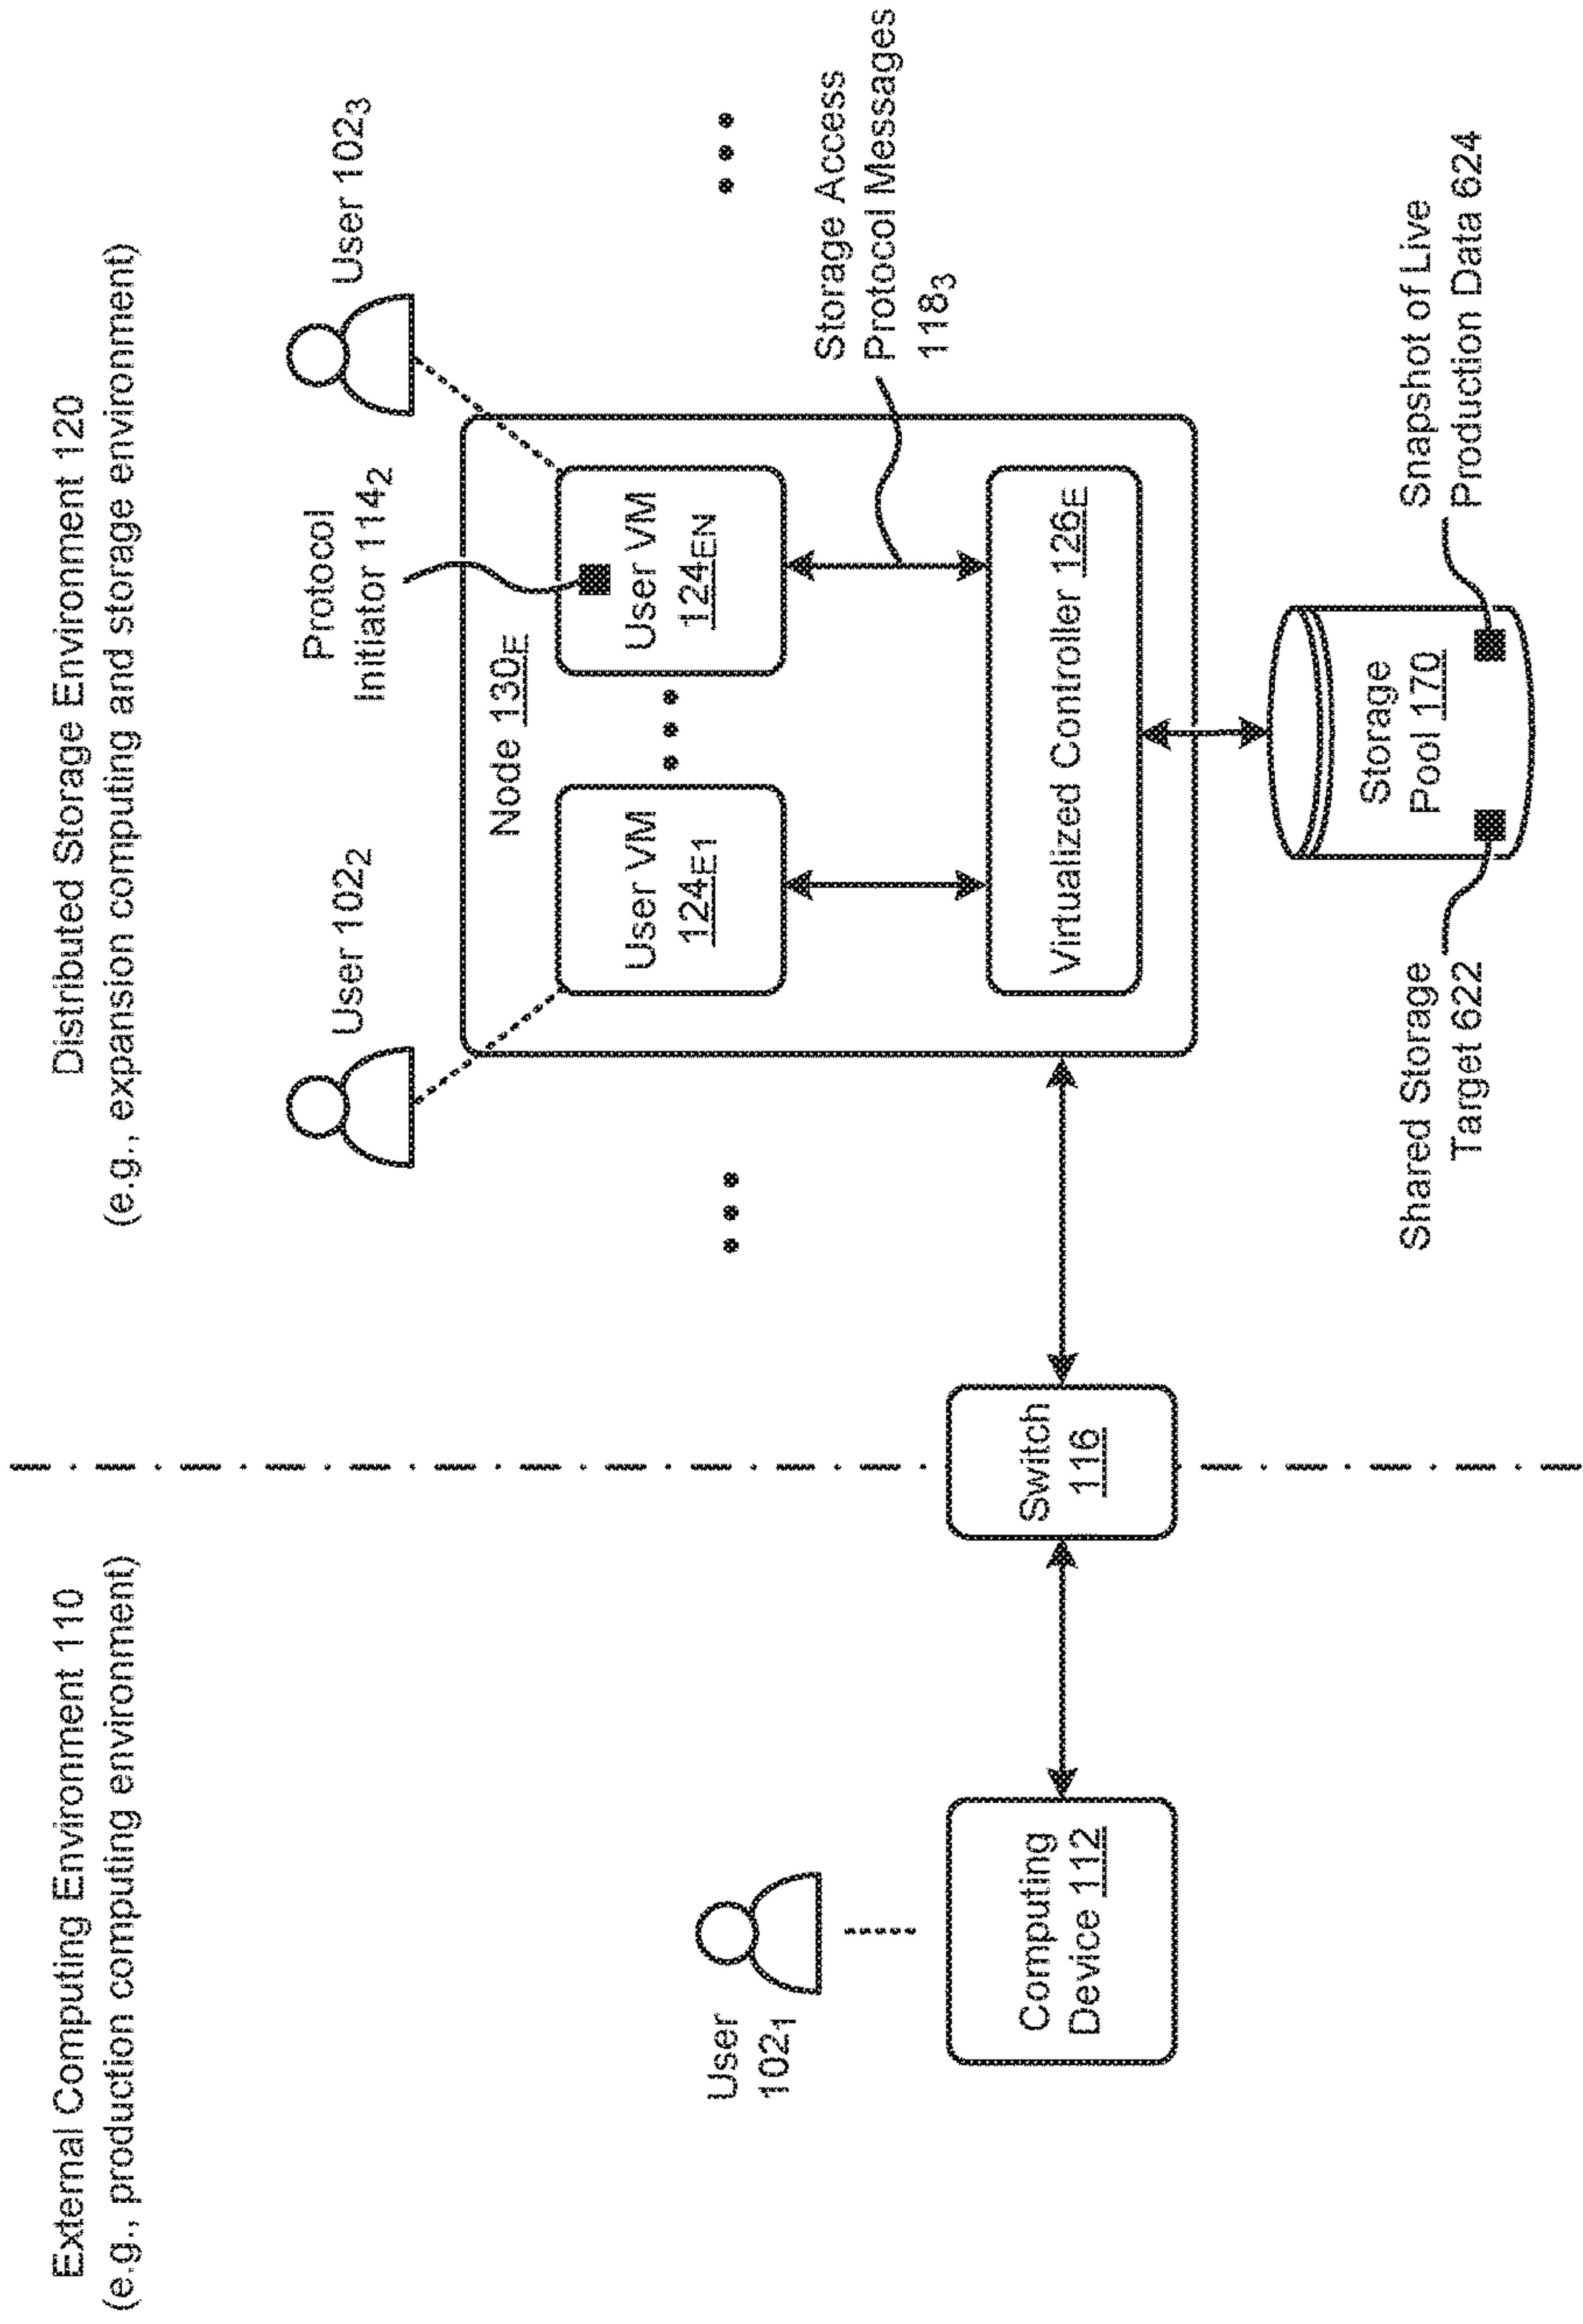 External Computing Environment 110
(e.g., production computing environment)
Distributed Storage Environment 120
(e.g., expansion computing and storage environment)
User 102₂
User 102₃
Protocol
Initiator 114₂
Node 130E
User VM
124E1
User VM
124EN
Storage Access
Protocol Messages
118₃
User
102₁
Computing
Device 112
Switch
116
Virtualized Controller 126E
Storage
Pool 170
Shared Storage
Target 622
Snapshot of Live
Production Data 624